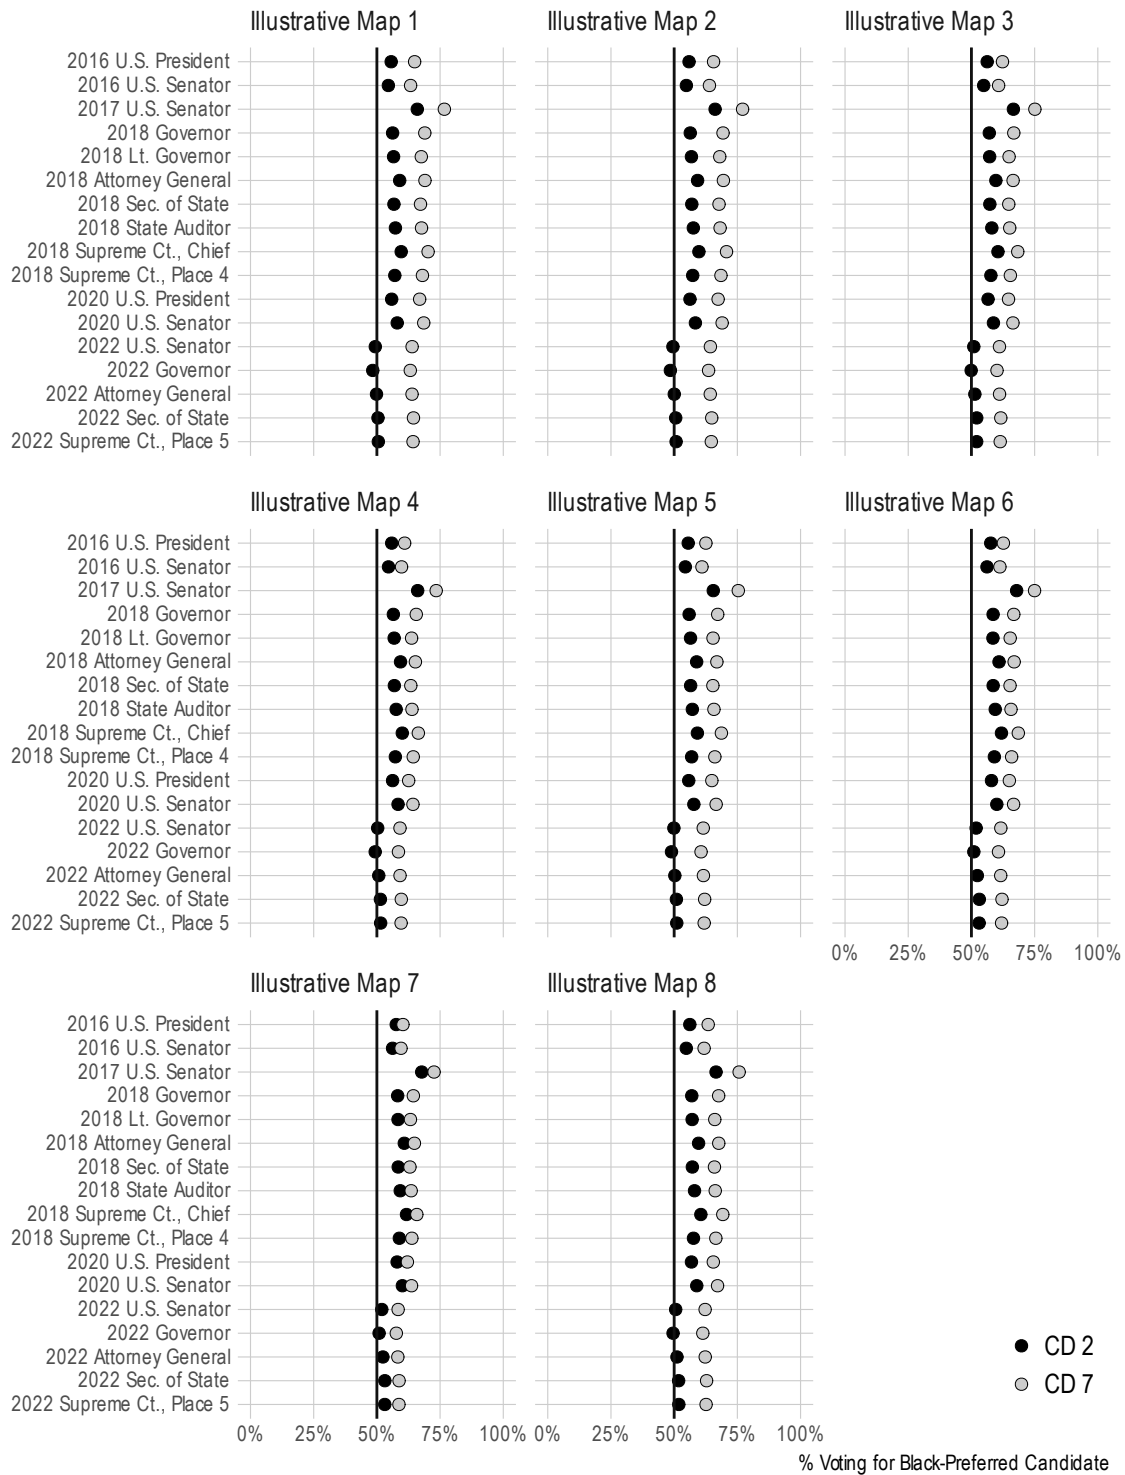 Illustrative Map 1 Illustrative Map 2 Illustrative Map 3
2016 U.S. President
2016 U.S. Senator
2017 U.S. Senator
2018 Governor
2018 Lt. Governor
2018 Attorney General
2018 Sec. of State
2018 State Auditor
2018 Supreme Ct., Chief
2018 Supreme Ct., Place 4
2020 U.S. President
2020 U.S. Senator
2022 U.S. Senator
2022 Governor
2022 Attorney General
2022 Sec. of State
2022 Supreme Ct., Place 5
Illustrative Map 4 Illustrative Map 5 Illustrative Map 6
2016 U.S. President
2016 U.S. Senator
2017 U.S. Senator
2018 Governor
2018 Lt. Governor
2018 Attorney General
2018 Sec. of State
2018 State Auditor
2018 Supreme Ct., Chief
2018 Supreme Ct., Place 4
2020 U.S. President
2020 U.S. Senator
2022 U.S. Senator
2022 Governor
2022 Attorney General
2022 Sec. of State
2022 Supreme Ct., Place 5
0% 25% 50% 75% 100%
Illustrative Map 7 Illustrative Map 8
2016 U.S. President
2016 U.S. Senator
2017 U.S. Senator
2018 Governor
2018 Lt. Governor
2018 Attorney General
2018 Sec. of State
2018 State Auditor
2018 Supreme Ct., Chief
2018 Supreme Ct., Place 4
2020 U.S. President
2020 U.S. Senator
2022 U.S. Senator
2022 Governor
2022 Attorney General
2022 Sec. of State
2022 Supreme Ct., Place 5
0% 25% 50% 75% 100% 0% 25% 50% 75% 100%
CD 2
CD 7
% Voting for Black-Preferred Candidate